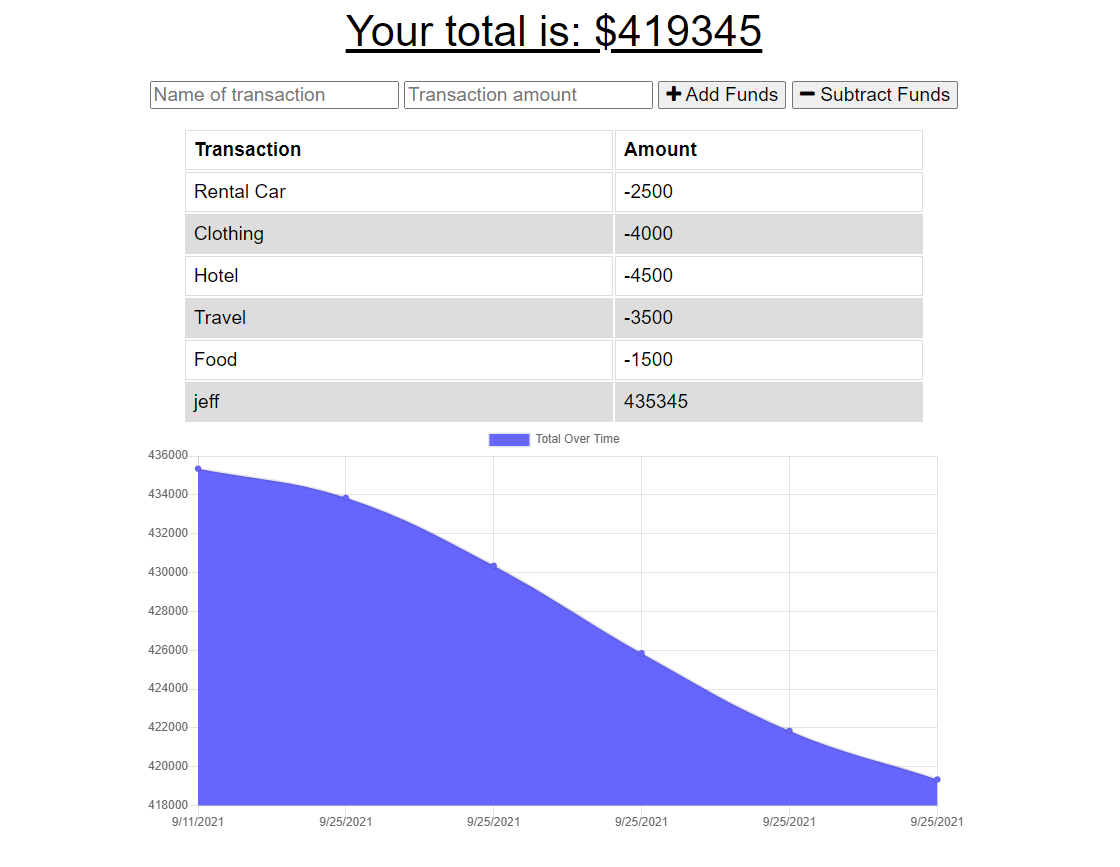 Your total is: $419345
Name of transaction Transaction amount Add Funds Subtract Funds
Transaction Amount
Rental Car -2500
Clothing -4000
Hotel -4500
Travel -3500
Food -1500
jeff 435345
Total Over Time
436000
434000
432000
430000
428000
426000
424000
422000
420000
418000
9/11/2021 9/25/2021 9/25/2021 9/25/2021 9/25/2021 9/25/2021